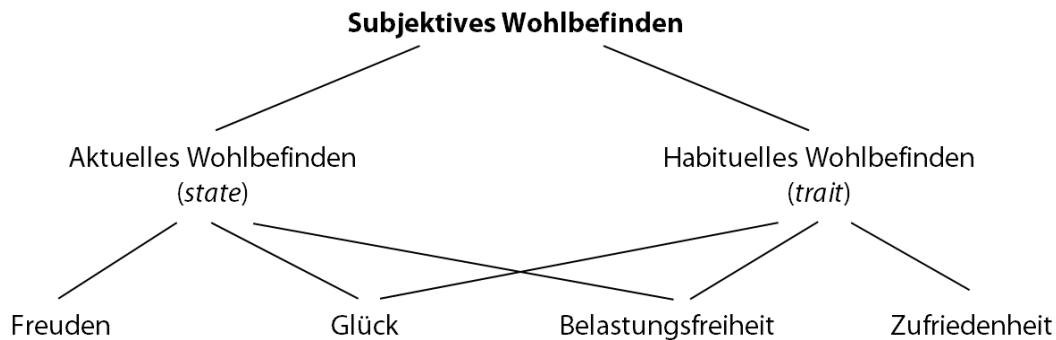 Subjektives Wohlbefinden
Aktuelles Wohlbefinden
(state)
Habituelles Wohlbefinden
(trait)
Freuden
Glück
Belastungsfreiheit
Zufriedenheit